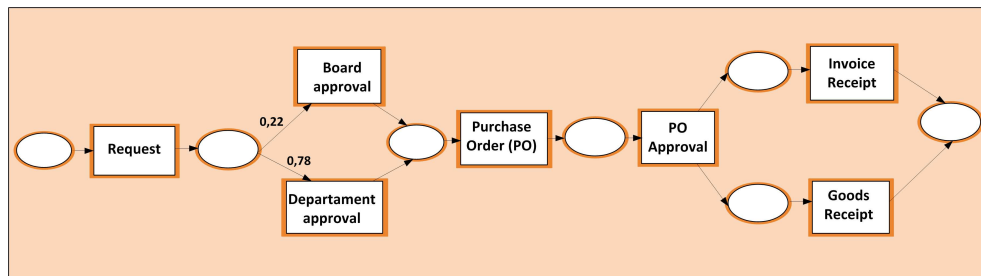 Request
0,22
0,78
Board
approval
Departament
approval
Purchase
Order (PO)
PO
Approval
Invoice
Receipt
Goods
Receipt